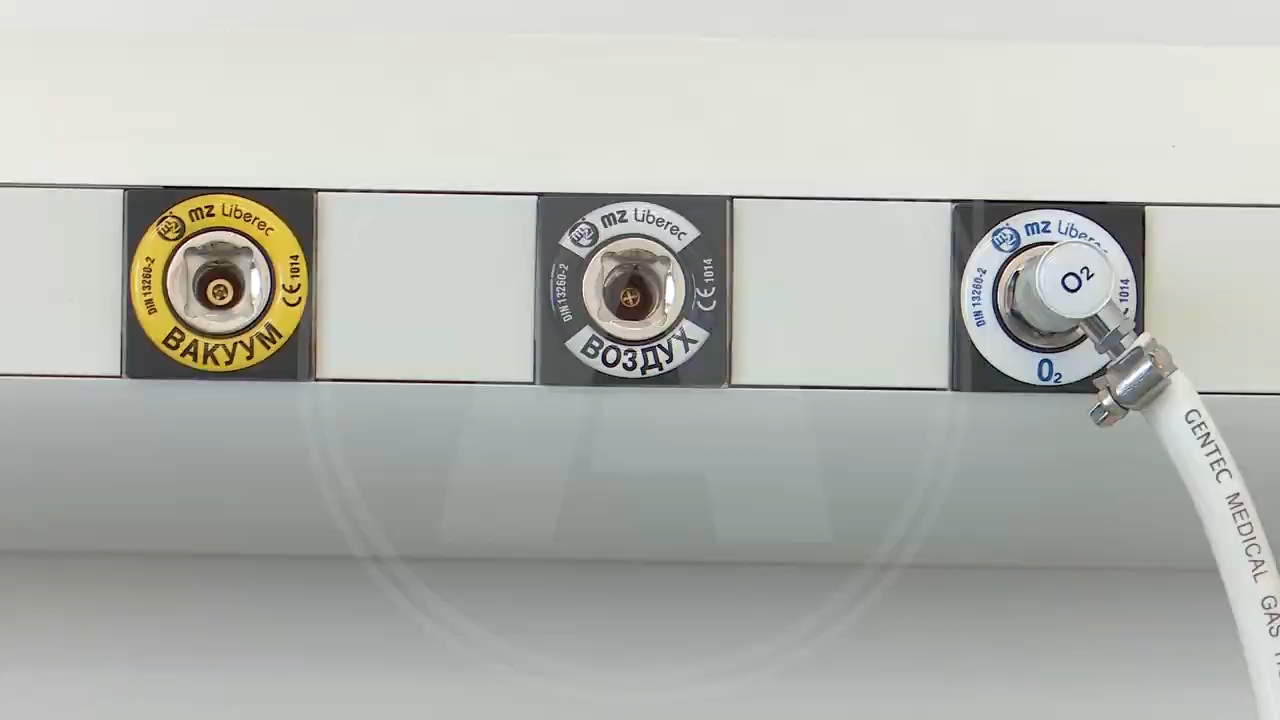 mz Liberec
DIN 13260-2
CE 1014
ВАКУУМ
mz Liberec
DIN 13260-2
CE 1014
ВОЗДУХ
mz Liberec
DIN 13260-2
1014
O₂
O₂
GENTEC MEDICAL GAS